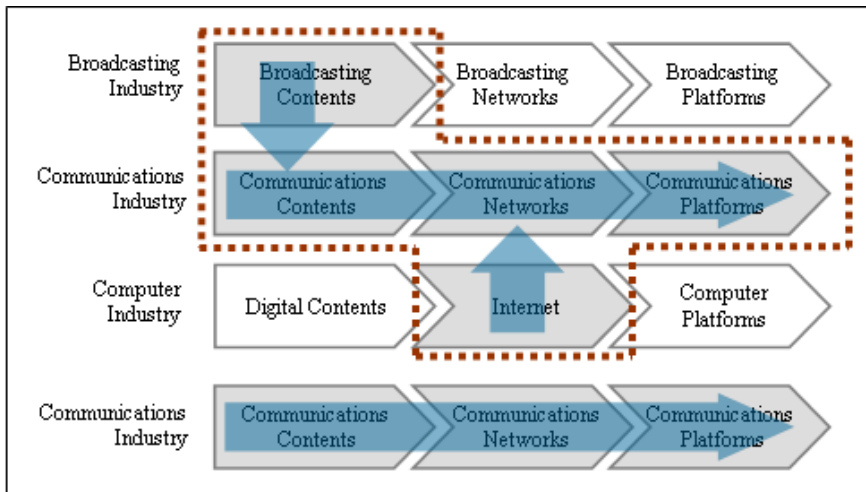 Broadcasting
Industry
Broadcasting
Contents
Broadcasting
Networks
Broadcasting
Platforms
Communications
Industry
Communications
Contents
Communications
Networks
Communications
Platforms
Computer
Industry
Digital Contents
Internet
Computer
Platforms
Communications
Industry
Communications
Contents
Communications
Networks
Communications
Platforms